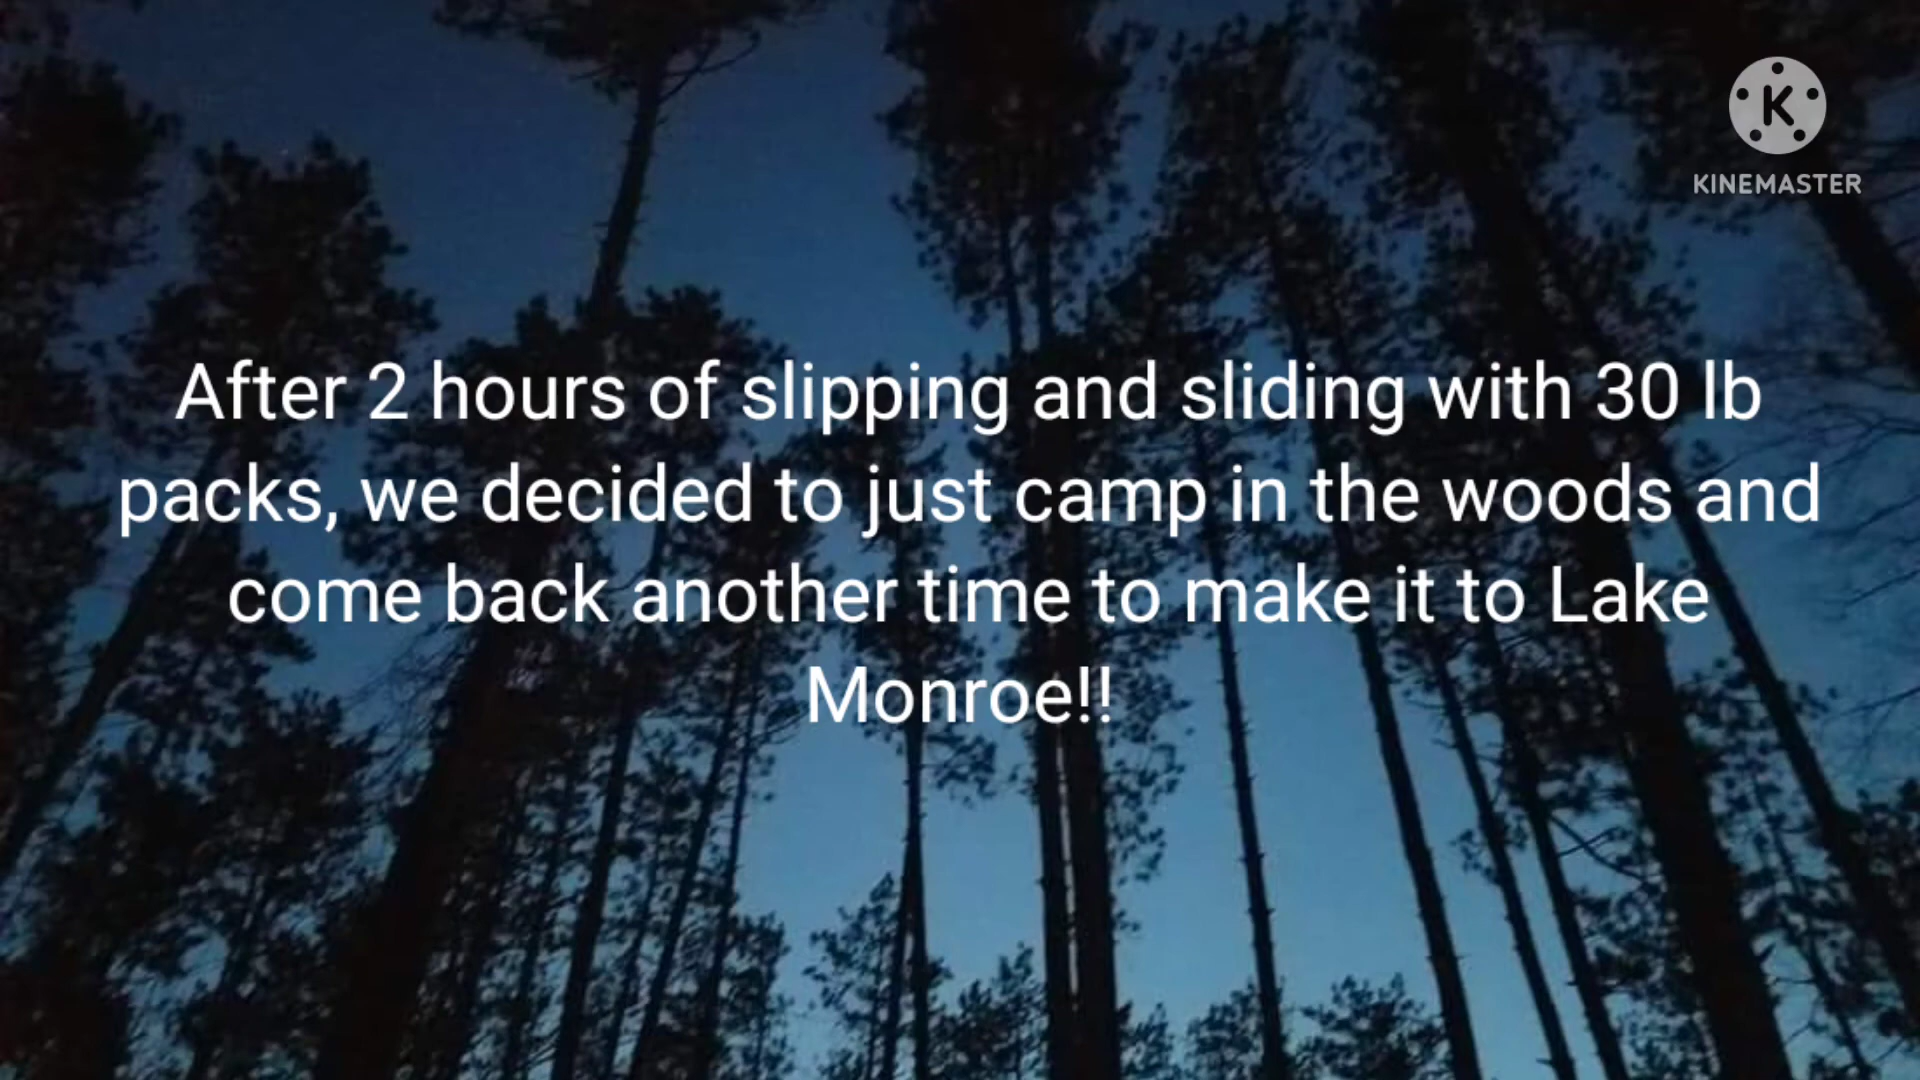 K
KINEMASTER
After 2 hours of slipping and sliding with 30 lb
packs, we decided to just camp in the woods and
come back another time to make it to Lake
Monroe!!